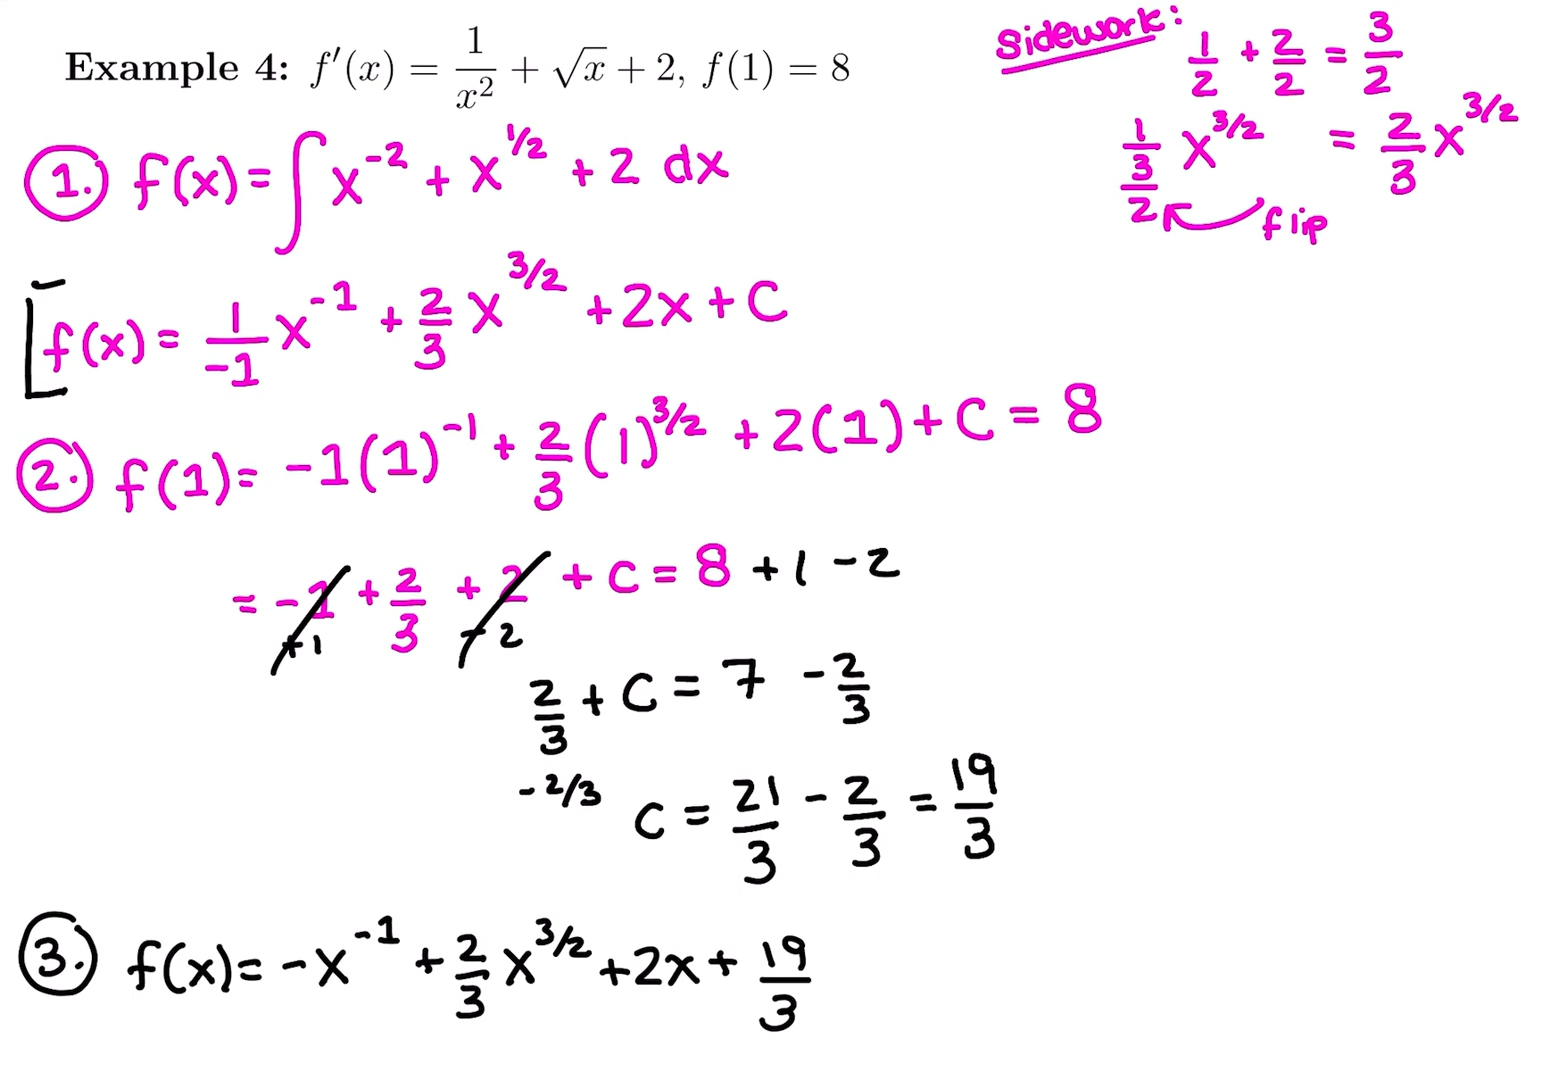 Example 4: f'(x) = 1/x² + √x + 2, f(1) = 8
Sidework: 1/2 + 2/2 = 3/2
1/(3/2) x^(3/2) = 2/3 x^(3/2)
flip
1. f(x) = ∫ x^(-2) + x^(1/2) + 2 dx
[ f(x) = 1/-1 x^(-1) + 2/3 x^(3/2) + 2x + C
2. f(1) = -1(1)^(-1) + 2/3 (1)^(3/2) + 2(1) + C = 8
= -1 + 2/3 + 2 + C = 8 + 1 - 2
+1 -2
2/3 + C = 7 - 2/3
-2/3
C = 21/3 - 2/3 = 19/3
3. f(x) = -x^(-1) + 2/3 x^(3/2) + 2x + 19/3